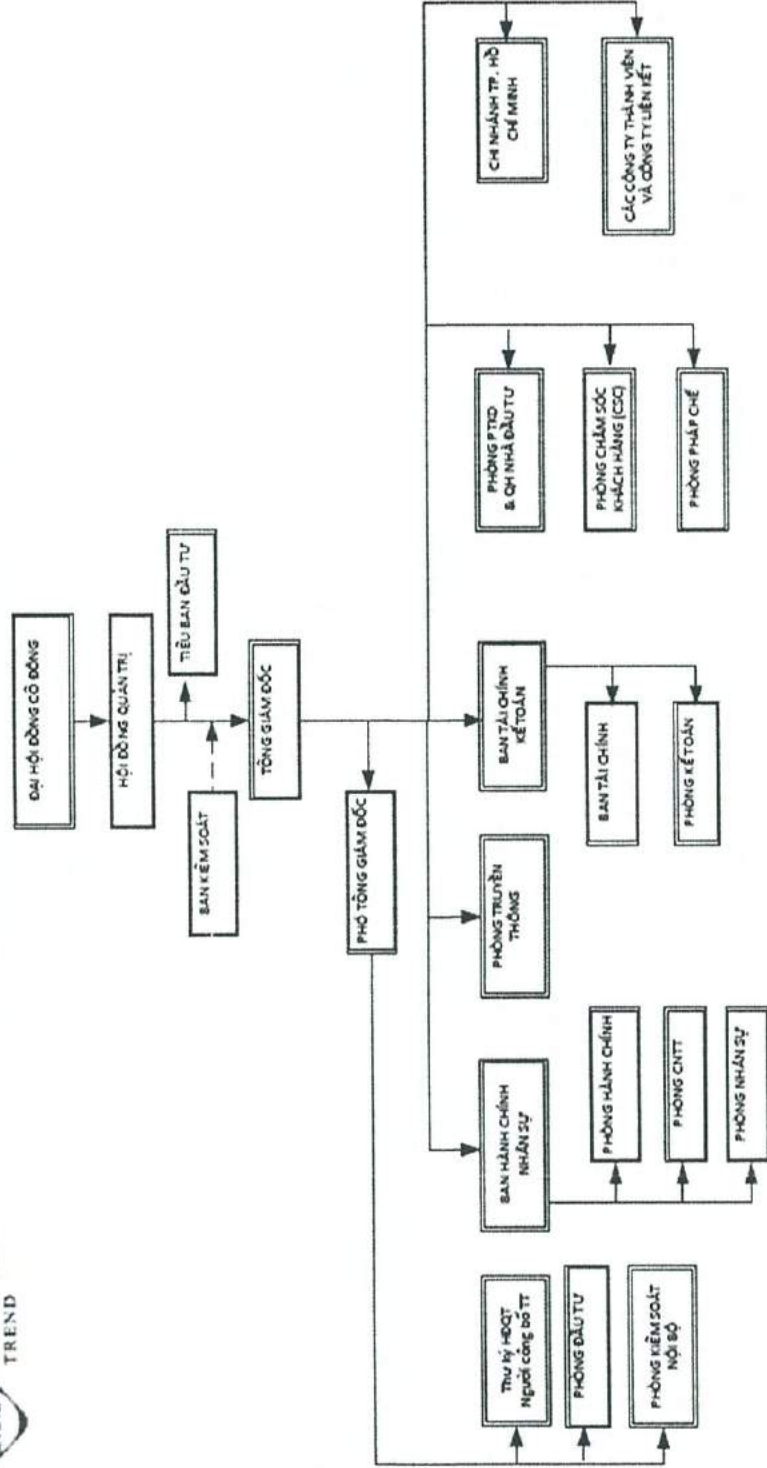 TREND
ĐẠI HỘI ĐỒNG CỔ ĐÔNG
HỘI ĐỒNG QUẢN TRỊ
TIỂU BAN ĐẦU TƯ
BAN KIỂM SOÁT
TỔNG GIÁM ĐỐC
PHÓ TỔNG GIÁM ĐỐC
Thư ký HĐQT
Người công bố TT
PHÒNG ĐẦU TƯ
PHÒNG KIỂM SOÁT
NỘI BỘ
BAN HÀNH CHÍNH
NHÂN SỰ
PHÒNG HÀNH CHÍNH
PHÒNG CNTT
PHÒNG NHÂN SỰ
PHÒNG TRUYỀN
THÔNG
BAN TÀI CHÍNH
KẾ TOÁN
BAN TÀI CHÍNH
PHÒNG KẾ TOÁN
PHÒNG PTKD
& QH NHÀ ĐẦU TƯ
PHÒNG CHĂM SÓC
KHÁCH HÀNG (CSC)
PHÒNG PHÁP CHẾ
CHI NHÁNH TP. HỒ
CHÍ MINH
CÁC CÔNG TY THÀNH VIÊN
VÀ CÔNG TY LIÊN KẾT